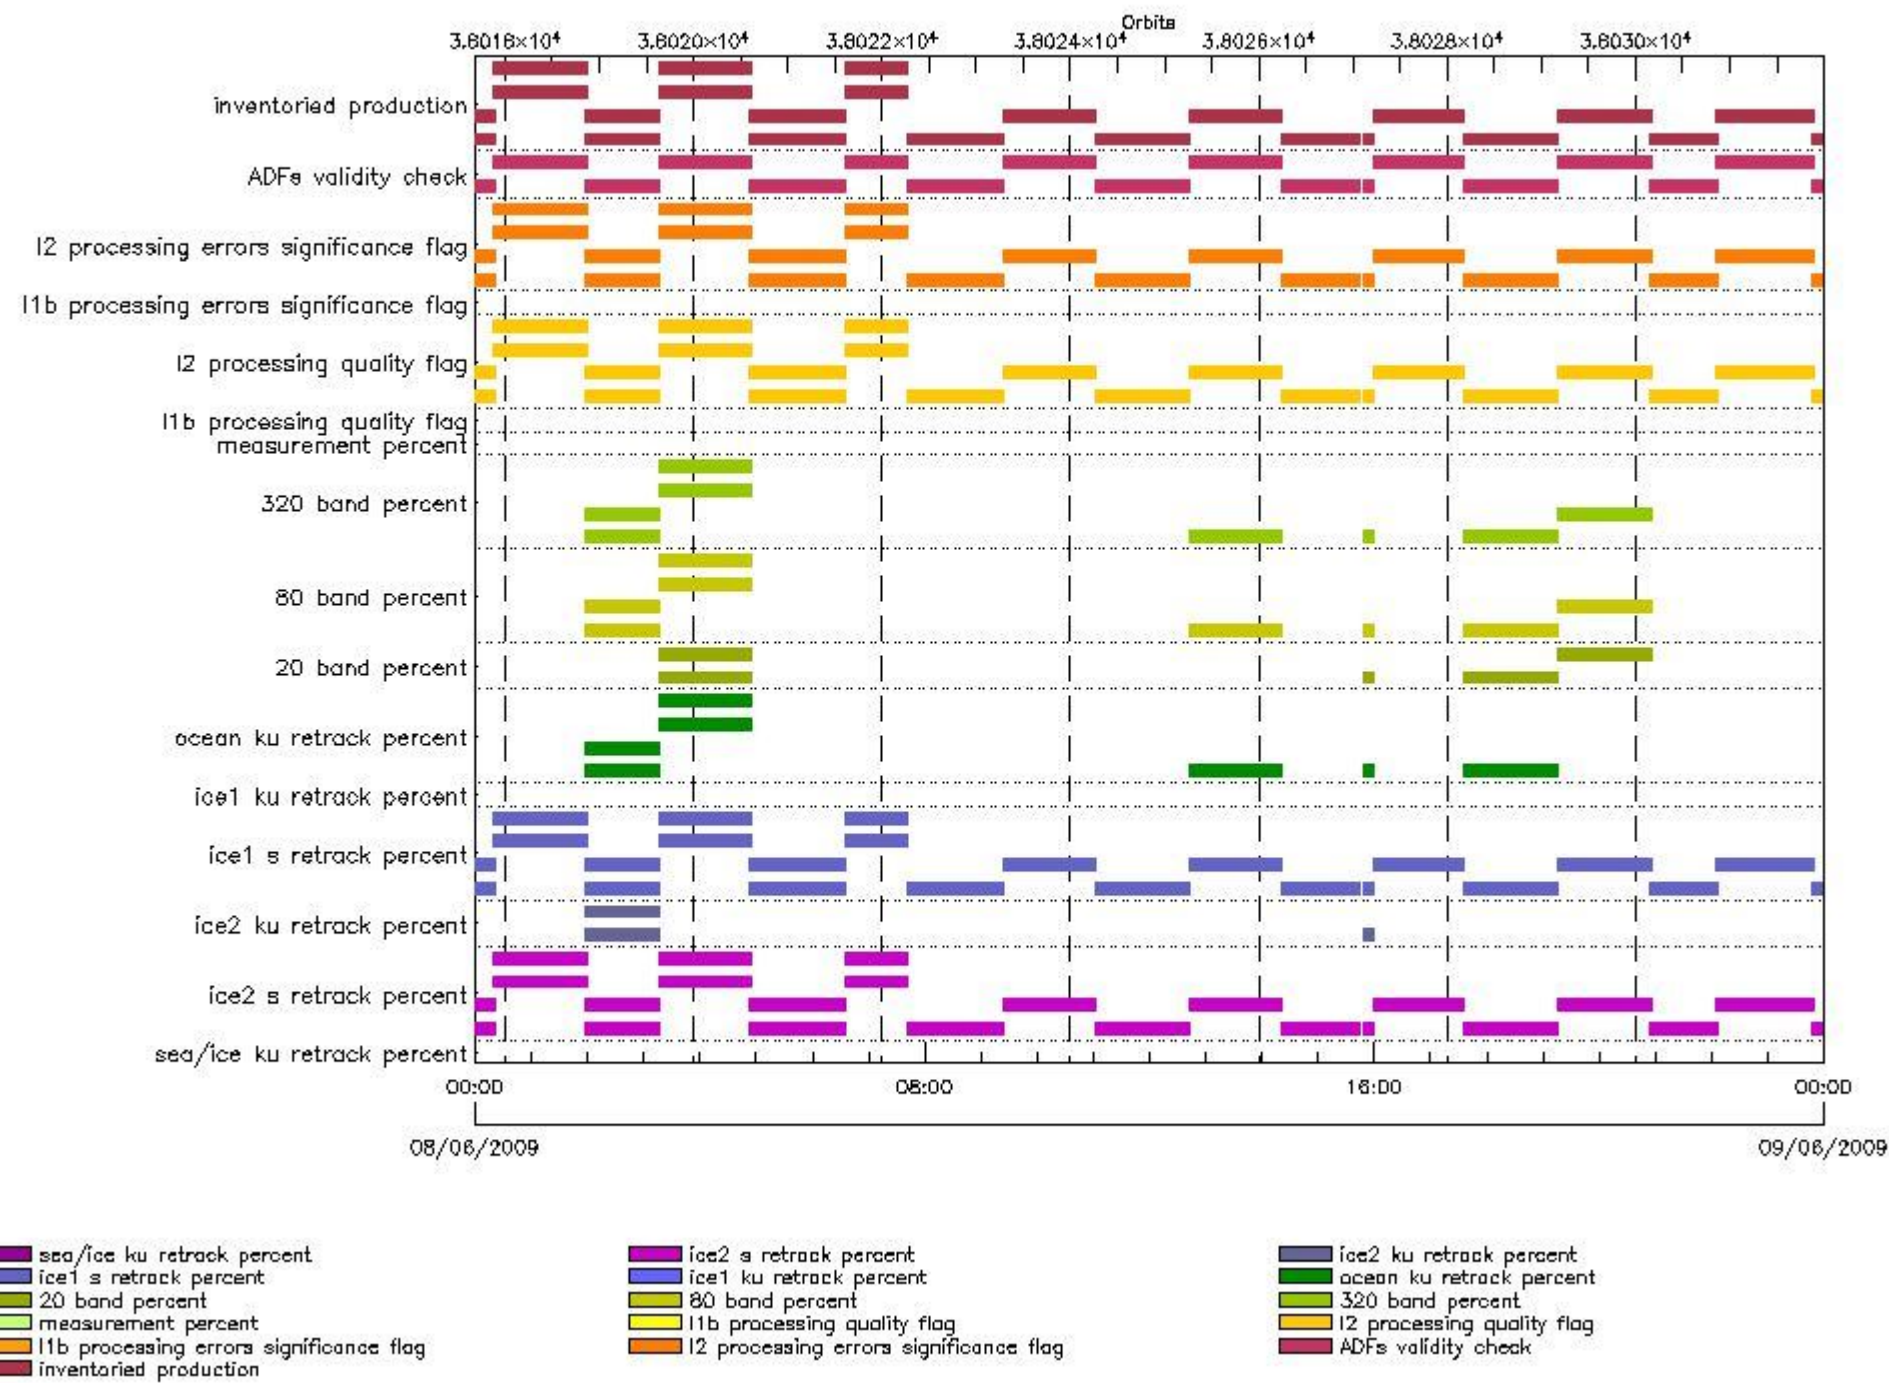 Orbits
3.8018×10⁴ 3.8020×10⁴ 3.8022×10⁴ 3.8024×10⁴ 3.8026×10⁴ 3.8028×10⁴ 3.8030×10⁴
inventoried production
ADFs validity check
l2 processing errors significance flag
l1b processing errors significance flag
l2 processing quality flag
l1b processing quality flag
measurement percent
320 band percent
80 band percent
20 band percent
ocean ku retrack percent
ice1 ku retrack percent
ice1 s retrack percent
ice2 ku retrack percent
ice2 s retrack percent
sea/ice ku retrack percent
00:00 08:00 16:00 00:00
08/06/2009 09/06/2009
sea/ice ku retrack percent ice2 s retrack percent ice2 ku retrack percent
ice1 s retrack percent ice1 ku retrack percent ocean ku retrack percent
20 band percent 80 band percent 320 band percent
measurement percent l1b processing quality flag l2 processing quality flag
l1b processing errors significance flag l2 processing errors significance flag ADFs validity check
inventoried production